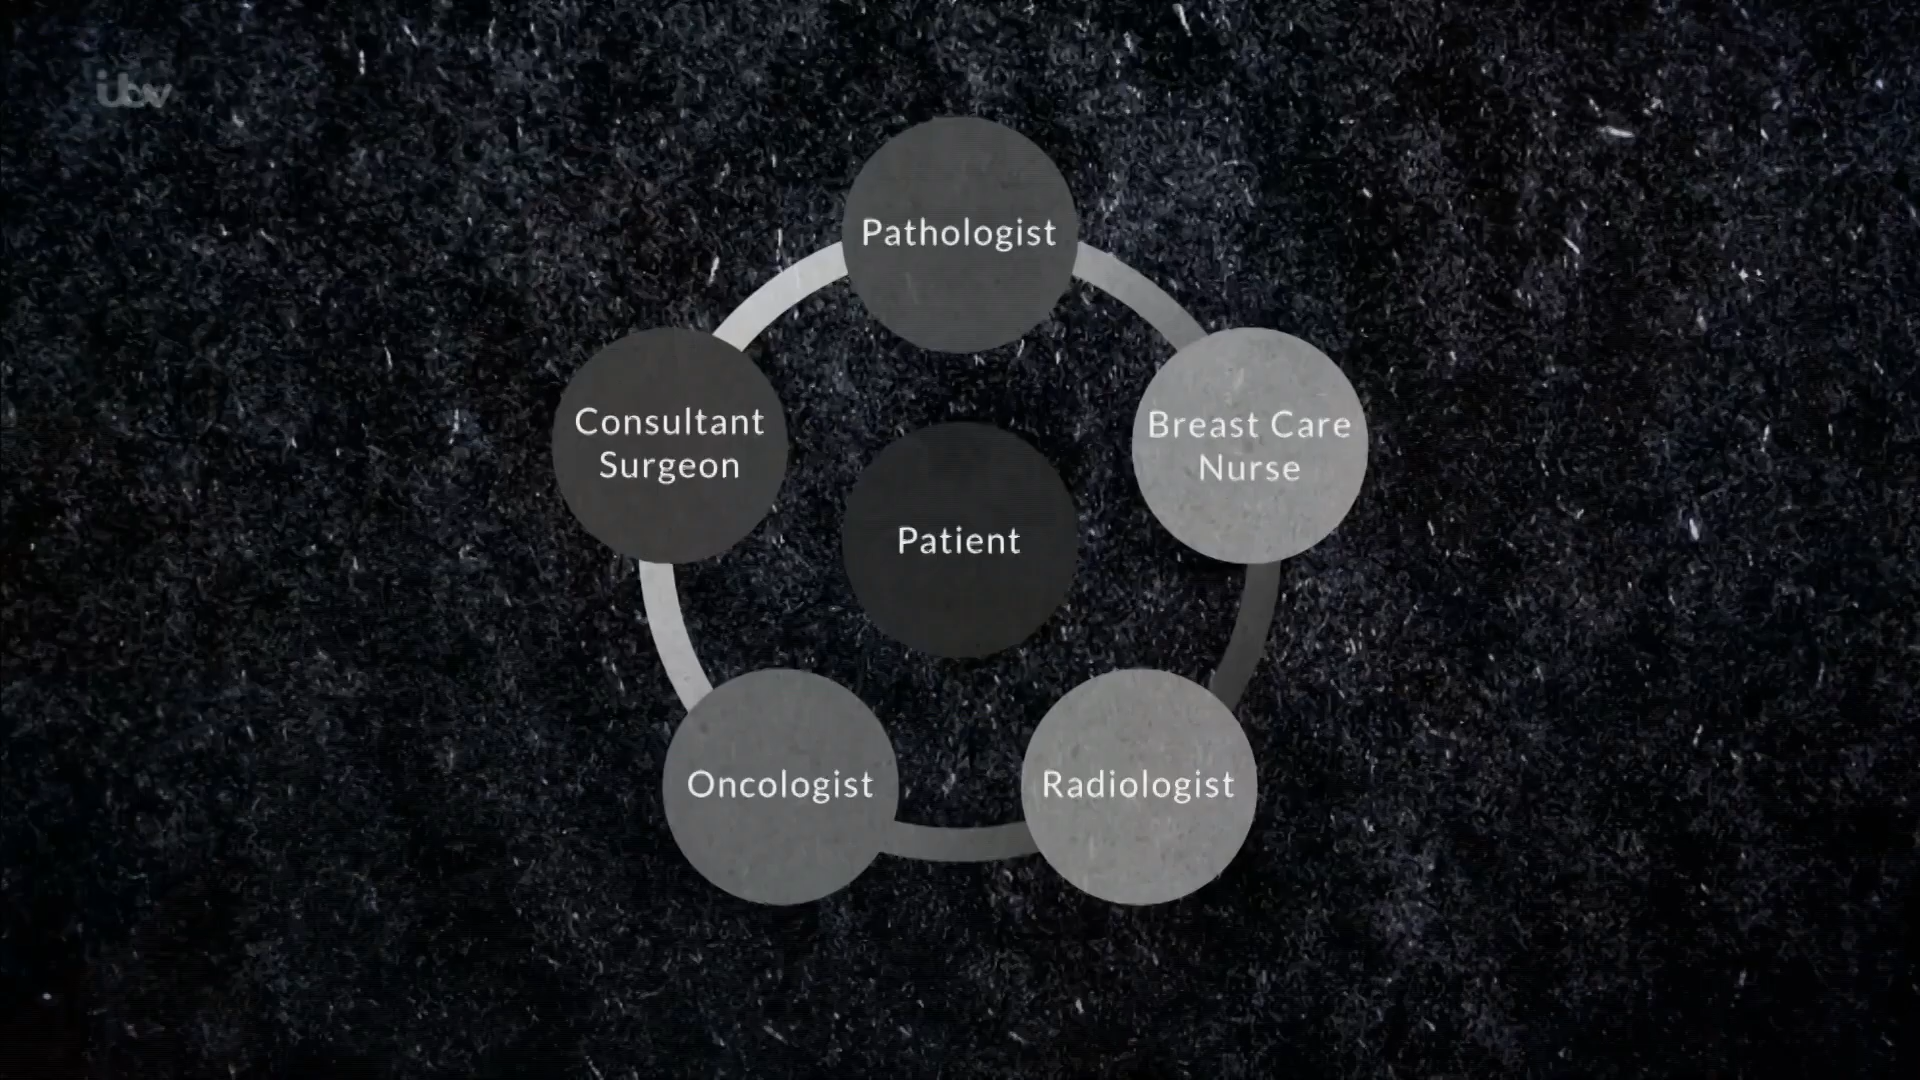 itv
Pathologist
Consultant
Surgeon
Breast Care
Nurse
Patient
Oncologist
Radiologist